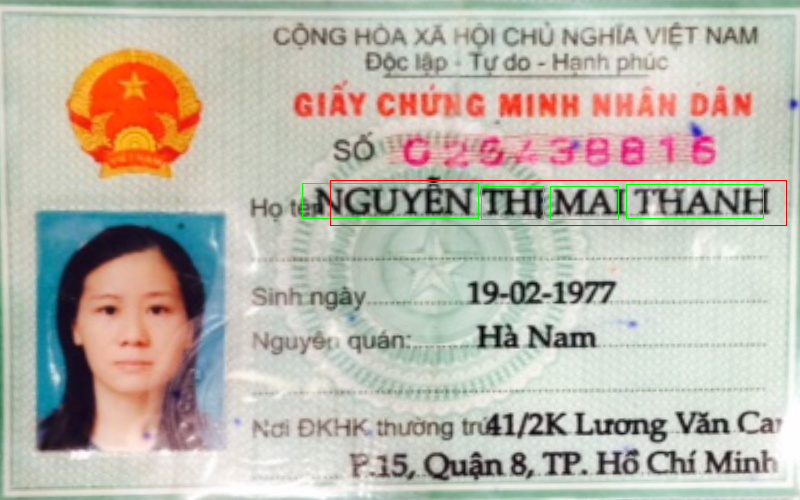 CỘNG HÒA XÃ HỘI CHỦ NGHĨA VIỆT NAM
Độc lập - Tự do - Hạnh phúc
GIẤY CHỨNG MINH NHÂN DÂN
SỐ 025438815
Họ tên NGUYỄN THỊ MAI THANH
Sinh ngày 19-02-1977
Nguyên quán: Hà Nam
Nơi ĐKHK thường trú 41/2K Lương Văn Can
P.15, Quận 8, TP. Hồ Chí Minh